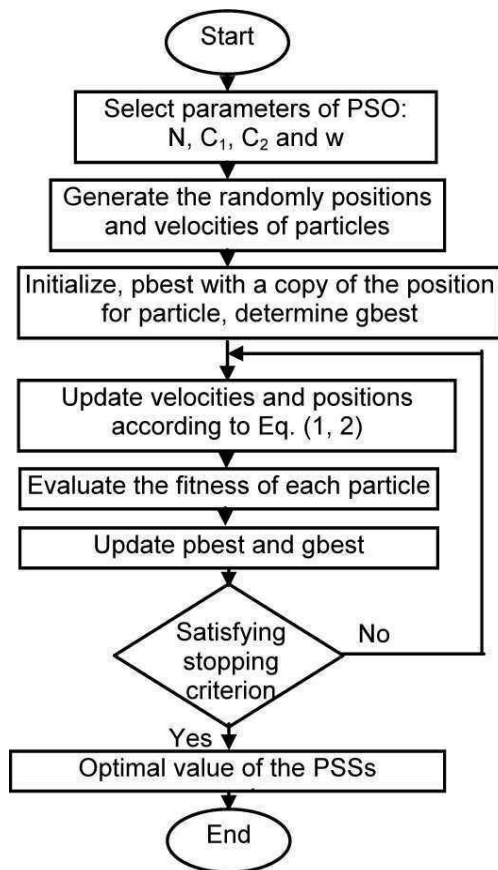 Start
Select parameters of PSO:
N, C₁, C₂ and w
Generate the randomly positions
and velocities of particles
Initialize, pbest with a copy of the position
for particle, determine gbest
Update velocities and positions
according to Eq. (1, 2)
Evaluate the fitness of each particle
Update pbest and gbest
Satisfying
stopping
criterion
No
Yes
Optimal value of the PSSs
End